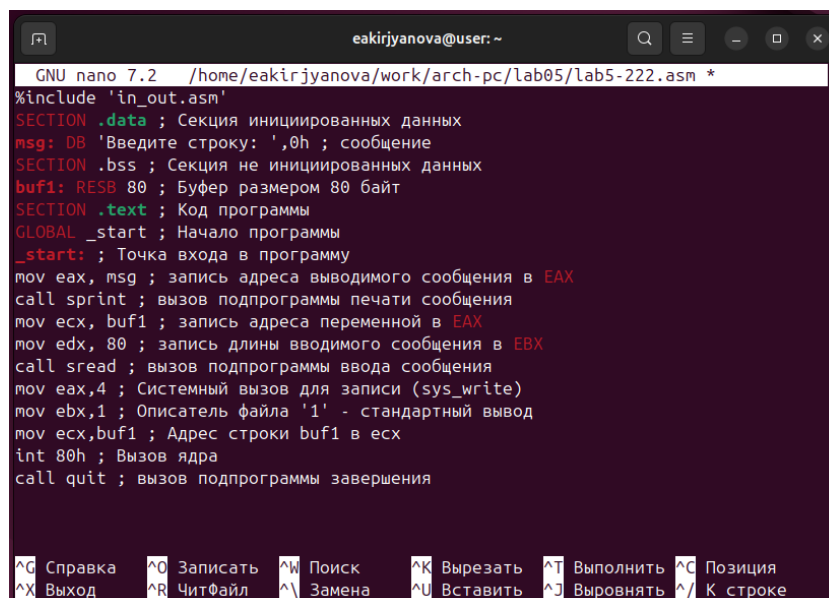 eakirjyanova@user: ~
GNU nano 7.2 /home/eakirjyanova/work/arch-pc/lab05/lab5-222.asm *
%include 'in_out.asm'
SECTION .data ; Секция инициированных данных
msg: DB 'Введите строку: ',0h ; сообщение
SECTION .bss ; Секция не инициированных данных
buf1: RESB 80 ; Буфер размером 80 байт
SECTION .text ; Код программы
GLOBAL _start ; Начало программы
_start: ; Точка входа в программу
mov eax, msg ; запись адреса выводимого сообщения в EAX
call sprint ; вызов подпрограммы печати сообщения
mov ecx, buf1 ; запись адреса переменной в EAX
mov edx, 80 ; запись длины вводимого сообщения в EBX
call sread ; вызов подпрограммы ввода сообщения
mov eax,4 ; Системный вызов для записи (sys_write)
mov ebx,1 ; Описатель файла '1' - стандартный вывод
mov ecx,buf1 ; Адрес строки buf1 в ecx
int 80h ; Вызов ядра
call quit ; вызов подпрограммы завершения
^G Справка ^O Записать ^W Поиск ^K Вырезать ^T Выполнить ^C Позиция
^X Выход ^R ЧитФайл ^\ Замена ^U Вставить ^J Выровнять ^/ К строке